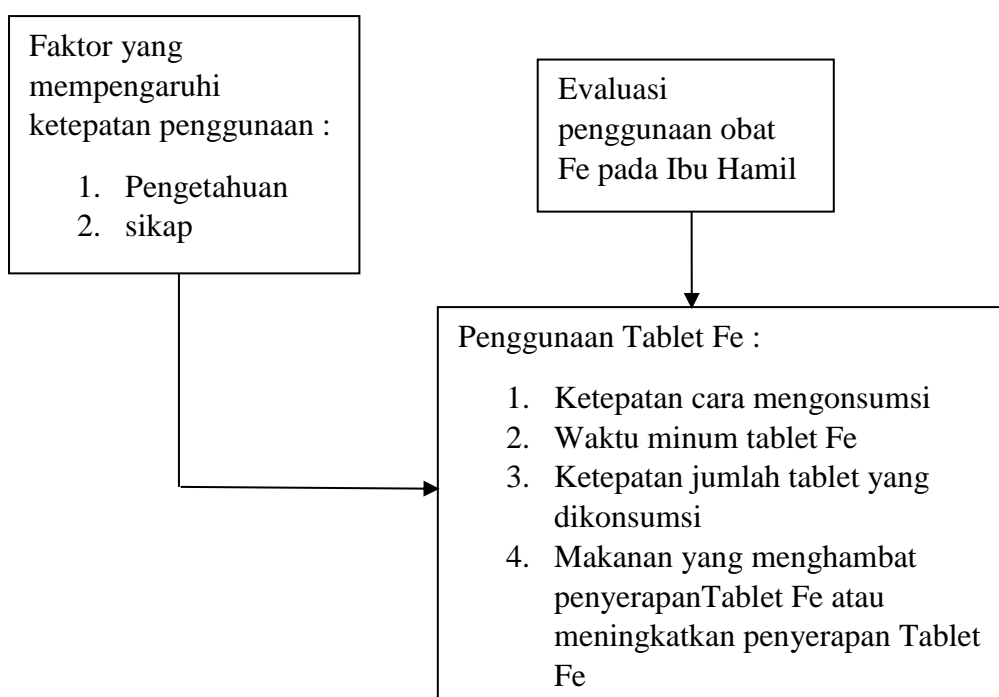 Faktor yang
mempengaruhi
ketepatan penggunaan :
1. Pengetahuan
2. sikap
Evaluasi
penggunaan obat
Fe pada Ibu Hamil
Penggunaan Tablet Fe :
1. Ketepatan cara mengonsumsi
2. Waktu minum tablet Fe
3. Ketepatan jumlah tablet yang
dikonsumsi
4. Makanan yang menghambat
penyerapanTablet Fe atau
meningkatkan penyerapan Tablet
Fe